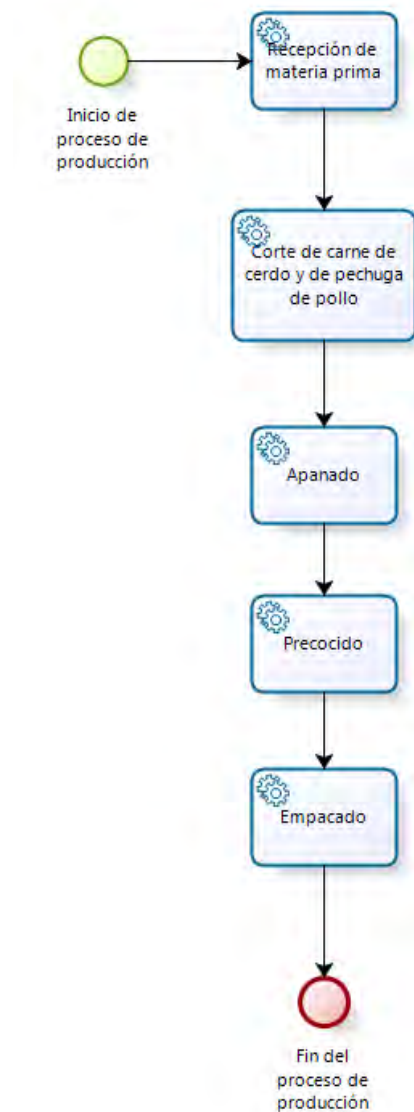 Recepción de
materia prima
Inicio de
proceso de
producción
Corte de carne de
cerdo y de pechuga
de pollo
Apanado
Precocido
Empacado
Fin del
proceso de
producción